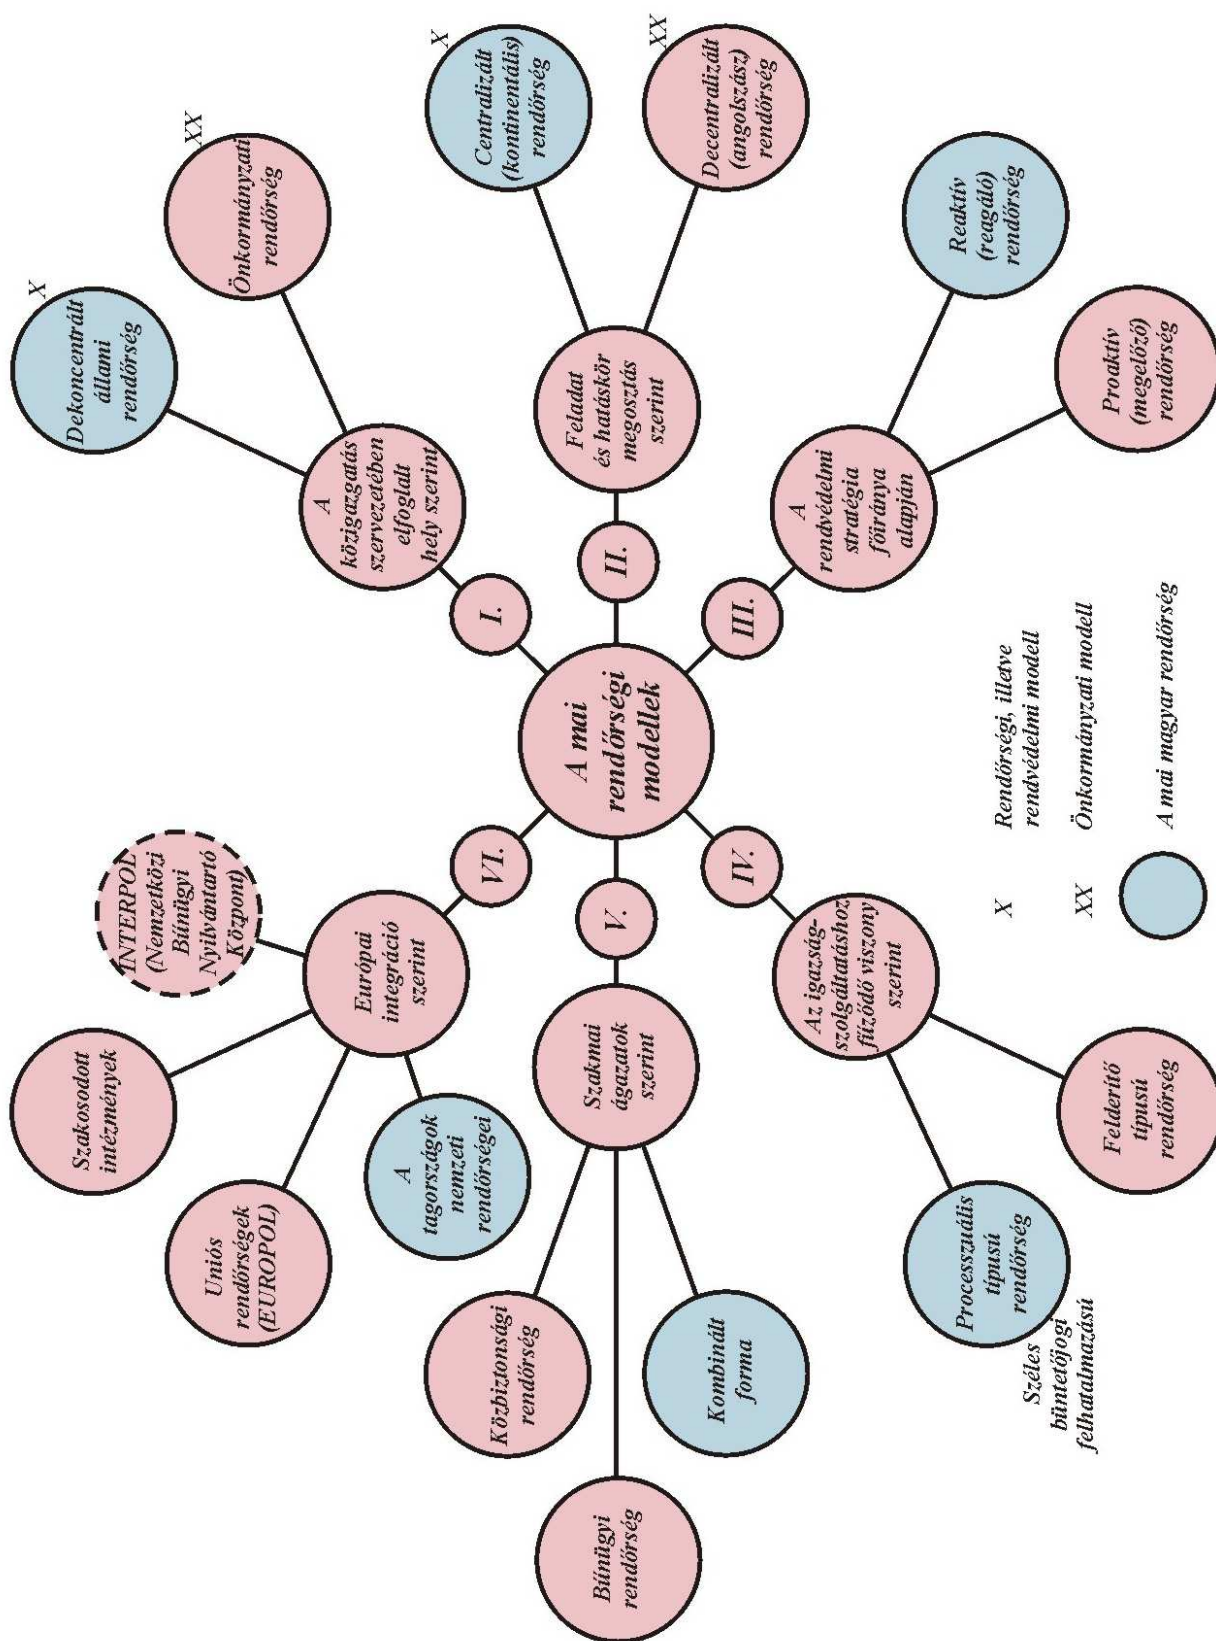 A mai
rendőrségi
modellek
I.
A
közigazgatás
szervezetében
elfoglalt
hely szerint
Dekoncentrált
állami
rendőrség
X
Önkormányzati
rendőrség
XX
II.
Feladat
és hatáskör
megosztás
szerint
Centralizált
(kontinentális)
rendőrség
X
Decentralizált
(angolszász)
rendőrség
XX
III.
A
rendvédelmi
stratégia
főiránya
alapján
Reaktív
(reagáló)
rendőrség
Proaktív
(megelőző)
rendőrség
IV.
Az igazság-
szolgáltatáshoz
fűződő viszony
szerint
Processzuális
típusú
rendőrség
Széles
büntetőjogi
felhatalmazású
Felderítő
típusú
rendőrség
V.
Szakmai
ágazatok
szerint
Közbiztonsági
rendőrség
Bűnügyi
rendőrség
Kombinált
forma
VI.
Európai
integráció
szerint
INTERPOL
(Nemzetközi
Bűnügyi
Nyilvántartó
Központ)
Szakosodott
intézmények
Uniós
rendőrségek
(EUROPOL)
A
tagországok
nemzeti
rendőrségei
X
Rendőrségi, illetve
rendvédelmi modell
XX
Önkormányzati modell
A mai magyar rendőrség